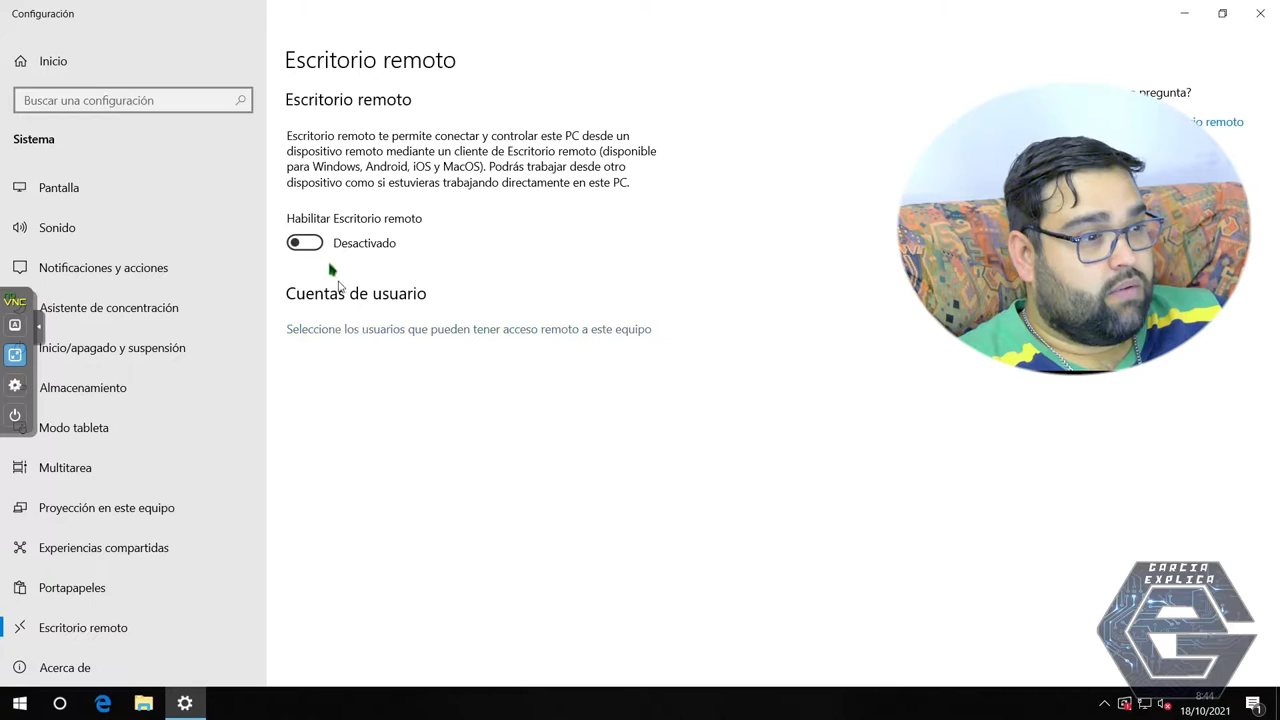 Configuración
Inicio
Buscar una configuración
Sistema
Pantalla
Sonido
Notificaciones y acciones
Asistente de concentración
Inicio/apagado y suspensión
Almacenamiento
Modo tableta
Multitarea
Proyección en este equipo
Experiencias compartidas
Portapapeles
Escritorio remoto
Acerca de
VNC
Escritorio remoto
Escritorio remoto
Escritorio remoto te permite conectar y controlar este PC desde un
dispositivo remoto mediante un cliente de Escritorio remoto (disponible
para Windows, Android, iOS y MacOS). Podrás trabajar desde otro
dispositivo como si estuvieras trabajando directamente en este PC.
Habilitar Escritorio remoto
Desactivado
Cuentas de usuario
Seleccione los usuarios que pueden tener acceso remoto a este equipo
pregunta?
remoto
GARCIA
EXPLICA
8:44
18/10/2021
1